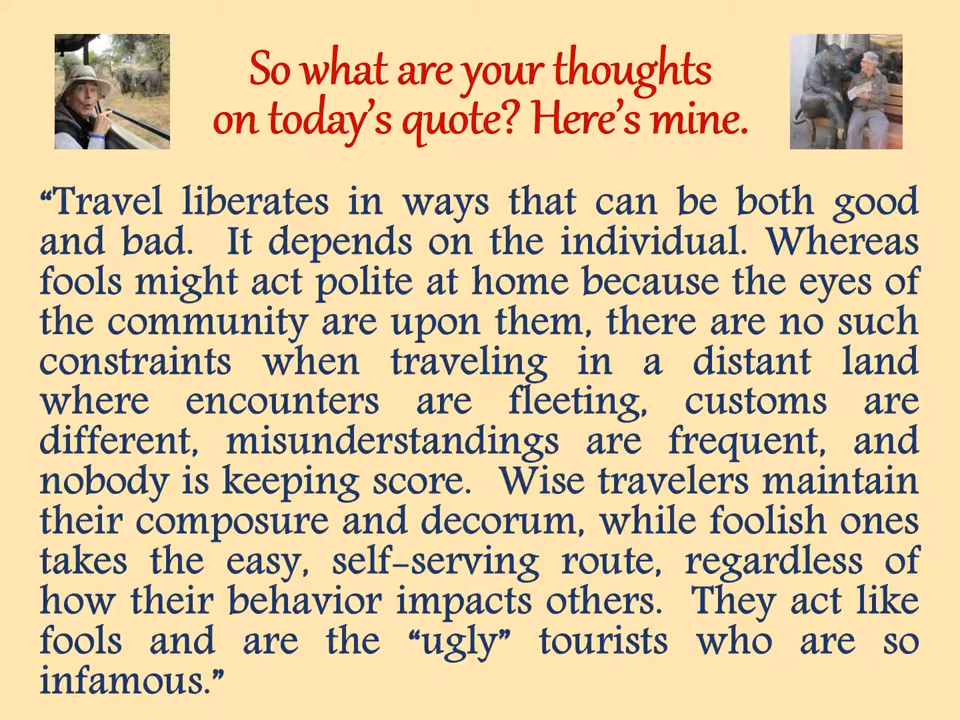 So what are your thoughts
on today's quote? Here's mine.
“Travel liberates in ways that can be both good
and bad.  It depends on the individual. Whereas
fools might act polite at home because the eyes of
the community are upon them, there are no such
constraints when traveling in a distant land
where encounters are fleeting, customs are
different, misunderstandings are frequent, and
nobody is keeping score.  Wise travelers maintain
their composure and decorum, while foolish ones
takes the easy, self-serving route, regardless of
how their behavior impacts others.  They act like
fools and are the “ugly” tourists who are so
infamous.”